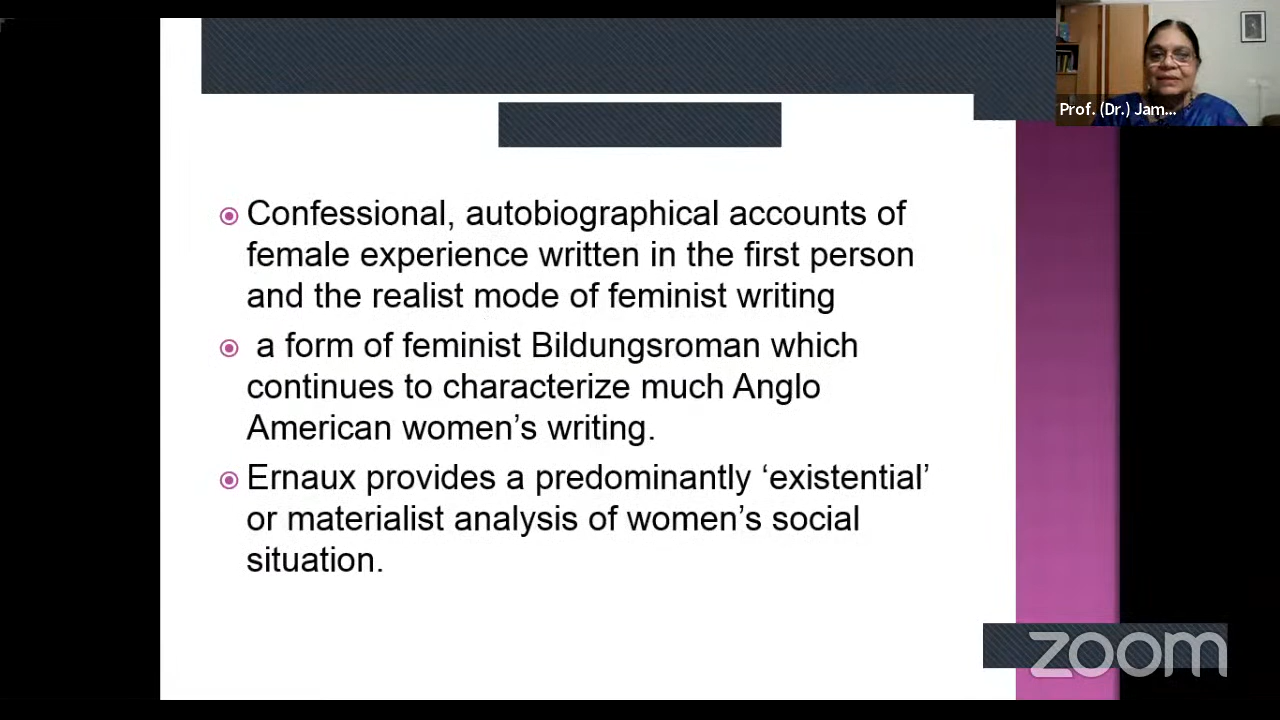 Prof. (Dr.) Jam...
Confessional, autobiographical accounts of
female experience written in the first person
and the realist mode of feminist writing
a form of feminist Bildungsroman which
continues to characterize much Anglo
American women’s writing.
Ernaux provides a predominantly ‘existential’
or materialist analysis of women’s social
situation.
zoom